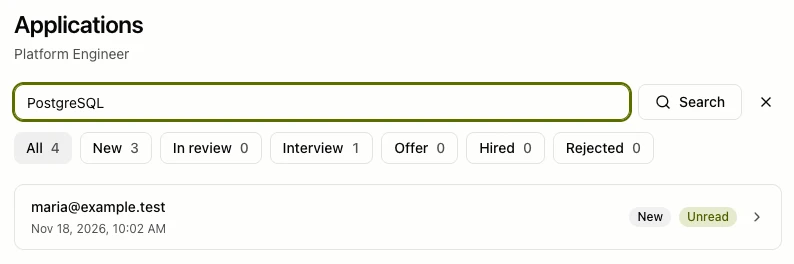 Applications
Platform Engineer
PostgreSQL
Search
All 4 New 3 In review 0 Interview 1 Offer 0 Hired 0 Rejected 0
maria@example.test
New Unread
Nov 18, 2026, 10:02 AM